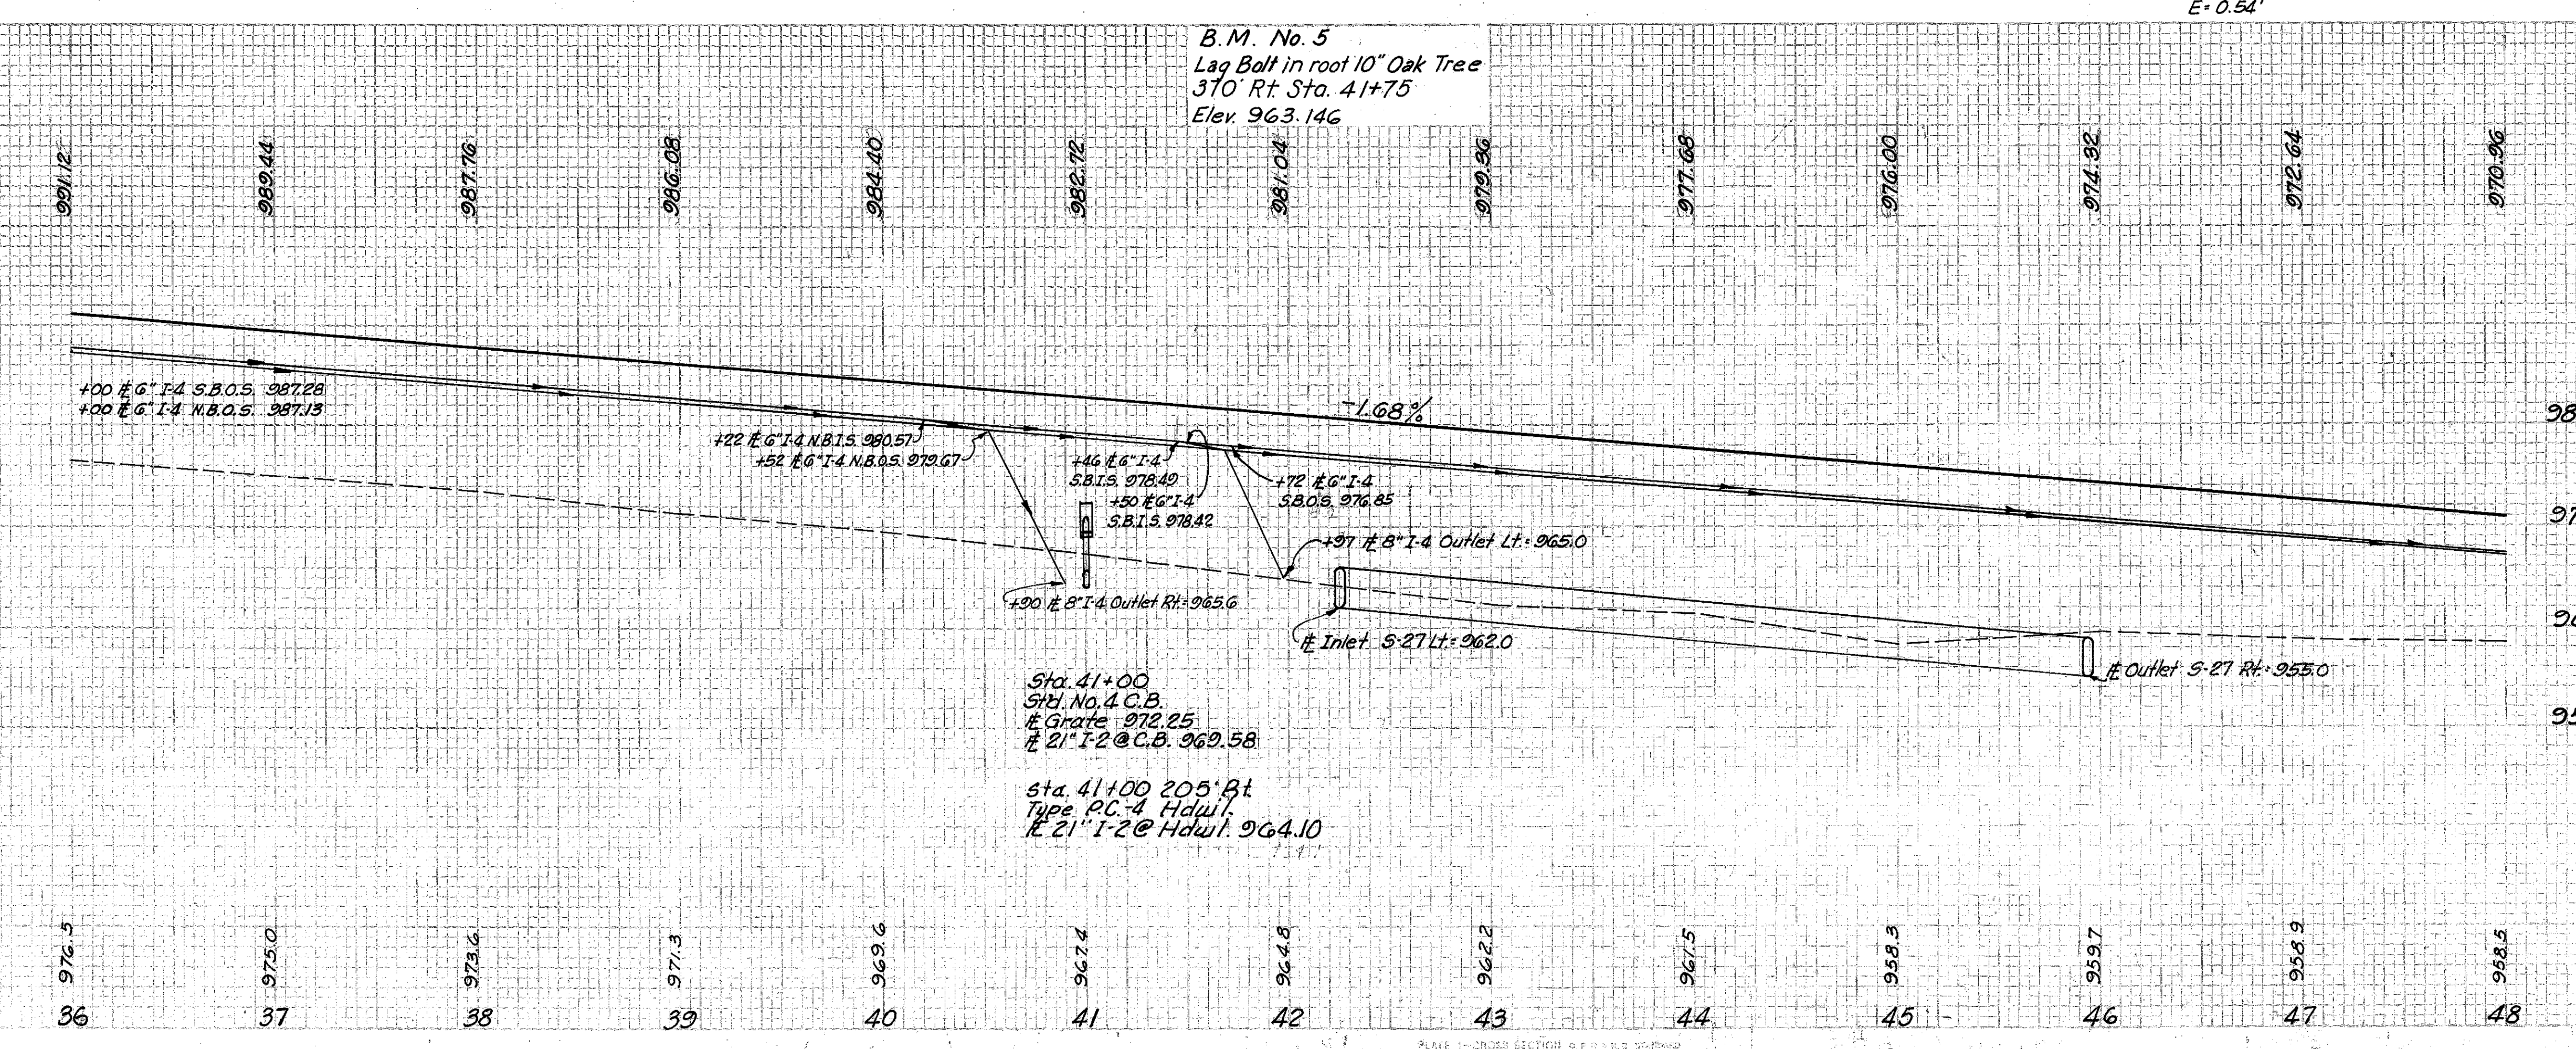 E= 0.54'
B.M. No. 5
Lag Bolt in root 10" Oak Tree
370' Rt. Sta. 41+75
Elev. 963.146
991.12 989.44 987.76 986.08 984.40 982.72 981.04 979.36 977.68 976.00 974.32 972.64 970.96
-1.68%
+00 ⅊ 6" I-4 S.B.O.S. 987.28
+00 ⅊ 6" I-4 N.B.O.S. 987.13
+22 ⅊ 6" I-4 N.B.I.S. 980.57
+52 ⅊ 6" I-4 N.B.O.S. 979.67
+46 ⅊ 6" I-4
S.B.I.S. 978.49
+50 ⅊ 6" I-4
S.B.I.S. 978.42
+72 ⅊ 6" I-4
S.B.O.S. 976.85
+97 ⅊ 8" I-4 Outlet Lt.= 965.0
+90 ⅊ 8" I-4 Outlet Rt.= 965.6
⅊ Inlet S-27 Lt.= 962.0
⅊ Outlet S-27 Rt.= 955.0
98
97
96
95
Sta. 41+00
Std. No. 4 C.B.
⅊ Grate 972.25
⅊ 21" I-2 @ C.B. 969.58
Sta. 41+00 205' Rt.
Type P.C.-4 Hdwl.
⅊ 21" I-2 @ Hdwl. 964.10
976.5 975.0 973.6 971.3 969.6 967.4 964.8 962.2 961.5 958.3 959.7 958.9 958.5
36 37 38 39 40 41 42 43 44 45 46 47 48
PLATE 1-CROSS SECTION